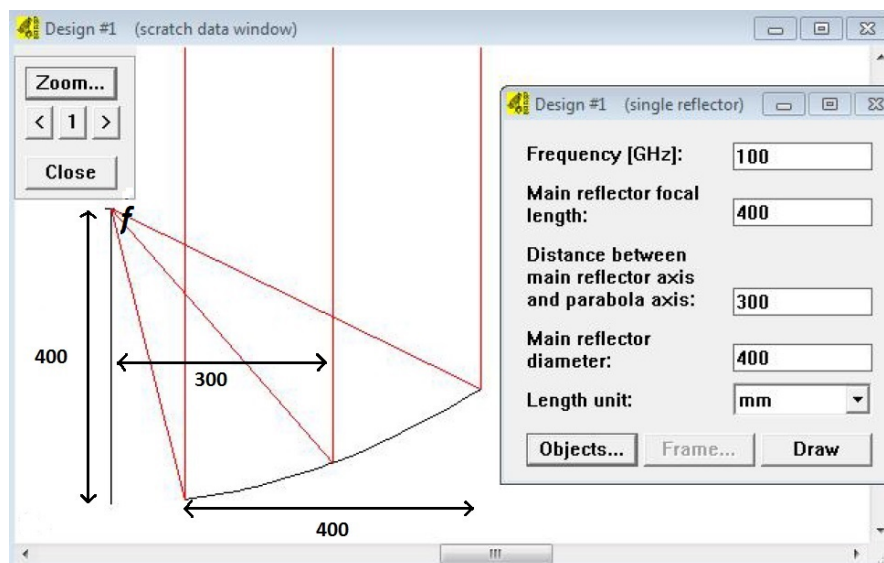 Design #1 (scratch data window)
Zoom...
< 1 >
Close
f
400
300
400
Design #1 (single reflector)
Frequency [GHz]: 100
Main reflector focal
length: 400
Distance between
main reflector axis
and parabola axis: 300
Main reflector
diameter: 400
Length unit: mm
Objects... Frame... Draw